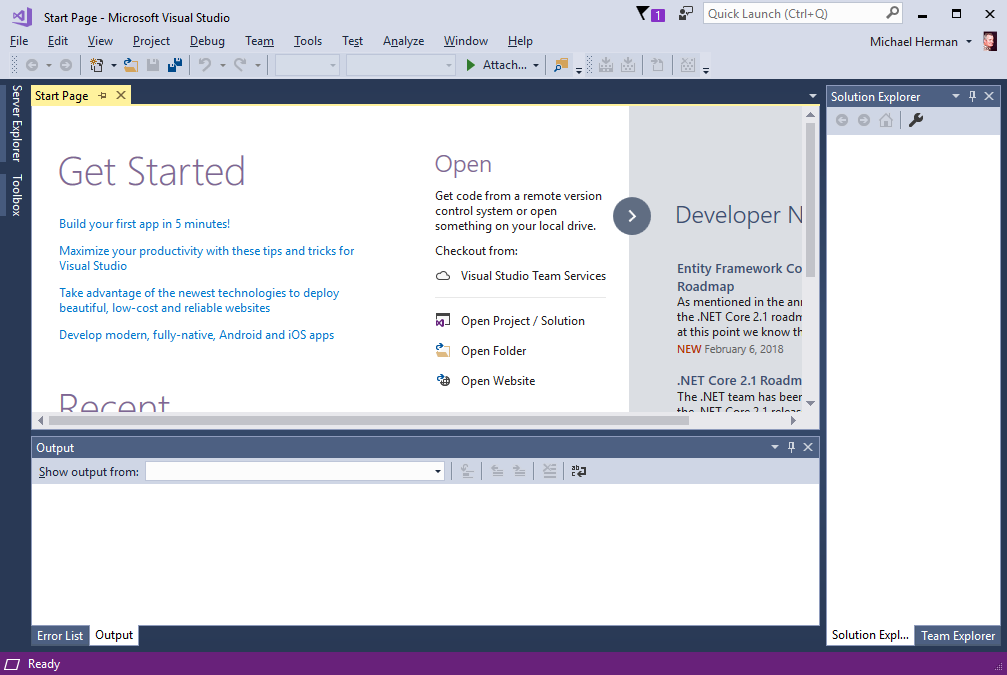 Start Page - Microsoft Visual Studio
1
Quick Launch (Ctrl+Q)
File Edit View Project Debug Team Tools Test Analyze Window Help
Michael Herman
Attach...
Server Explorer
Toolbox
Start Page
Get Started
Build your first app in 5 minutes!
Maximize your productivity with these tips and tricks for
Visual Studio
Take advantage of the newest technologies to deploy
beautiful, low-cost and reliable websites
Develop modern, fully-native, Android and iOS apps
Recent
Open
Get code from a remote version
control system or open
something on your local drive.
Checkout from:
Visual Studio Team Services
Open Project / Solution
Open Folder
Open Website
Developer N
Entity Framework Co
Roadmap
As mentioned in the ann
the .NET Core 2.1 roadm
at this point we know th
NEW February 6, 2018
.NET Core 2.1 Roadm
The .NET team has been
the .NET Core 2.1 releas
Solution Explorer
Output
Show output from:
ab
c
Error List Output
Solution Expl... Team Explorer
Ready